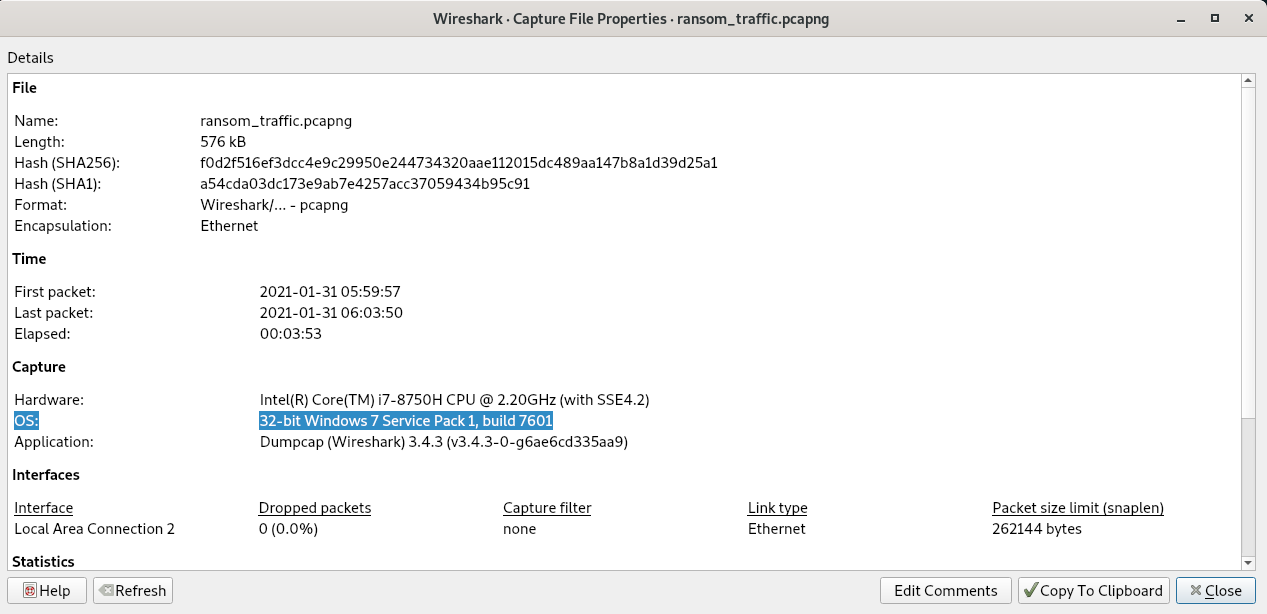 Wireshark · Capture File Properties · ransom_traffic.pcapng
Details
File
Name: ransom_traffic.pcapng
Length: 576 kB
Hash (SHA256): f0d2f516ef3dcc4e9c29950e244734320aae112015dc489aa147b8a1d39d25a1
Hash (SHA1): a54cda03dc173e9ab7e4257acc37059434b95c91
Format: Wireshark/... - pcapng
Encapsulation: Ethernet
Time
First packet: 2021-01-31 05:59:57
Last packet: 2021-01-31 06:03:50
Elapsed: 00:03:53
Capture
Hardware: Intel(R) Core(TM) i7-8750H CPU @ 2.20GHz (with SSE4.2)
OS: 32-bit Windows 7 Service Pack 1, build 7601
Application: Dumpcap (Wireshark) 3.4.3 (v3.4.3-0-g6ae6cd335aa9)
Interfaces
Interface Dropped packets Capture filter Link type Packet size limit (snaplen)
Local Area Connection 2 0 (0.0%) none Ethernet 262144 bytes
Statistics
Help Refresh Edit Comments Copy To Clipboard Close